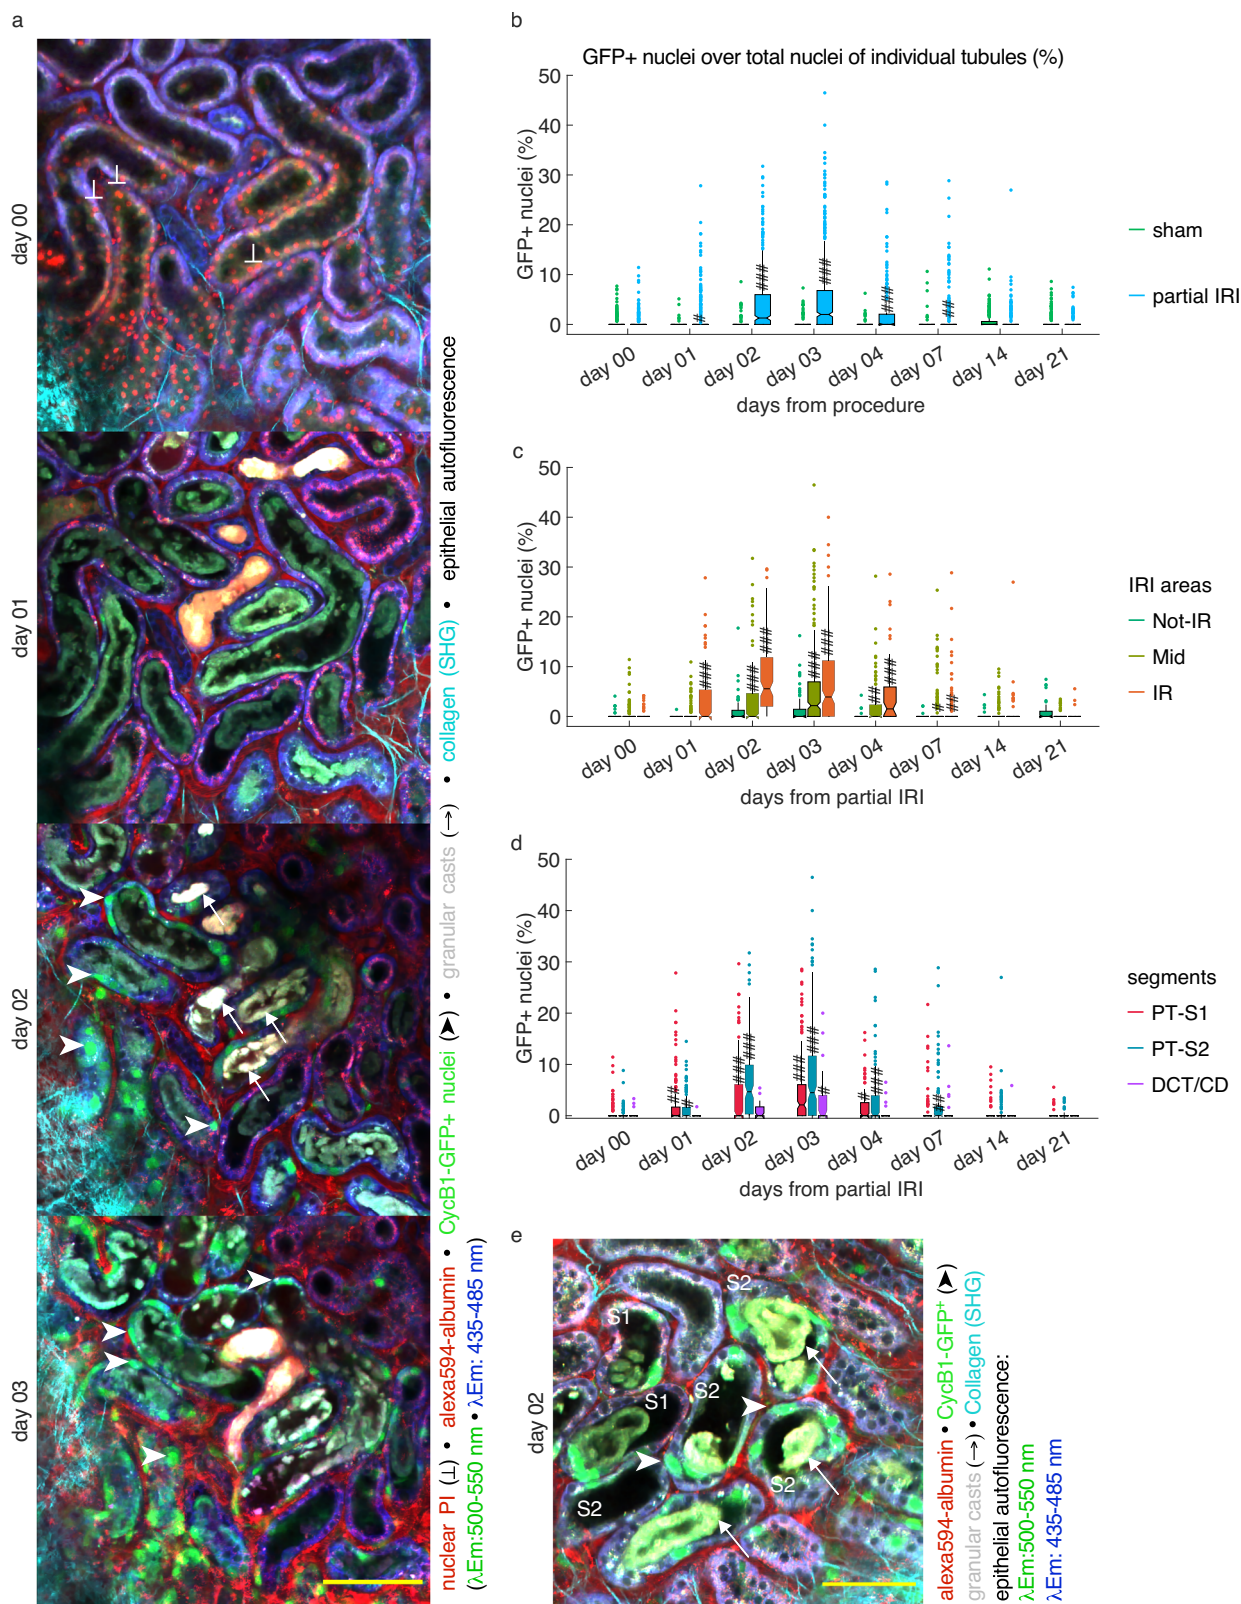 a
day 00
⊥
⊥
⊥
day 01
day 02
day 03
nuclear PI (⊥) • alexa594-albumin • CycB1-GFP+ nuclei (➤) • granular casts (→) • collagen (SHG) • epithelial autofluorescence
(λEm:500-550 nm • λEm: 435-485 nm)
b
GFP+ nuclei over total nuclei of individual tubules (%)
GFP+ nuclei (%)
50
40
30
20
10
0
##
####
####
####
###
day 00
day 01
day 02
day 03
day 04
day 07
day 14
day 21
days from procedure
sham
partial IRI
c
GFP+ nuclei (%)
50
40
30
20
10
0
day 00
day 01
day 02
day 03
day 04
day 07
day 14
day 21
days from partial IRI
IRI areas
Not-IR
Mid
IR
d
GFP+ nuclei (%)
50
40
30
20
10
0
day 00
day 01
day 02
day 03
day 04
day 07
day 14
day 21
days from partial IRI
segments
PT-S1
PT-S2
DCT/CD
e
day 02
S2
S1
S1
S2
S2
S2
alexa594-albumin • CycB1-GFP⁺ (➤)
granular casts (→) • Collagen (SHG)
epithelial autofluorescence:
λEm:500-550 nm
λEm: 435-485 nm